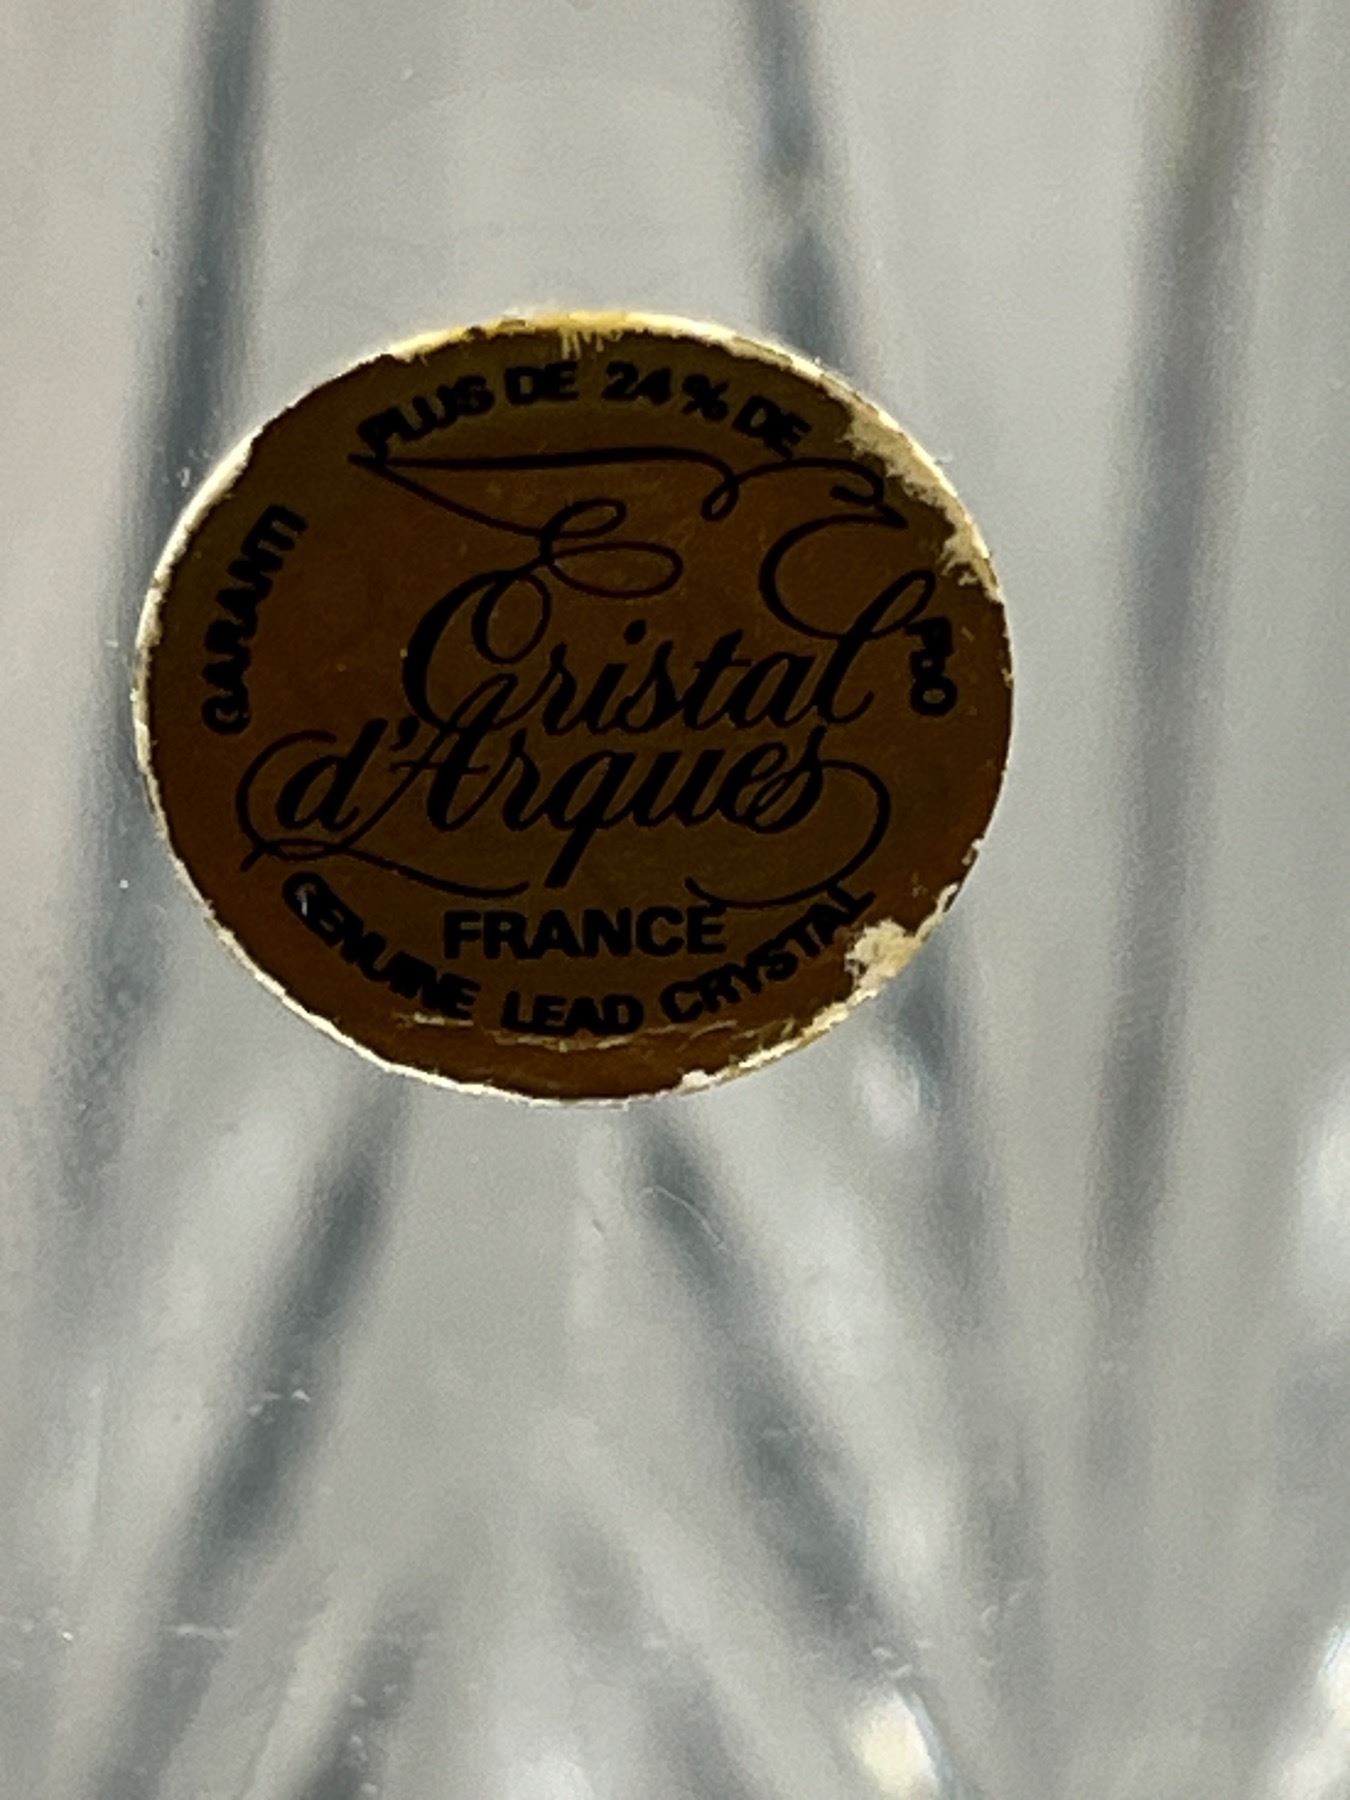 GARANTI PLUS DE 24% DE PbO
Cristal
d'Arques
FRANCE
GENUINE LEAD CRYSTAL